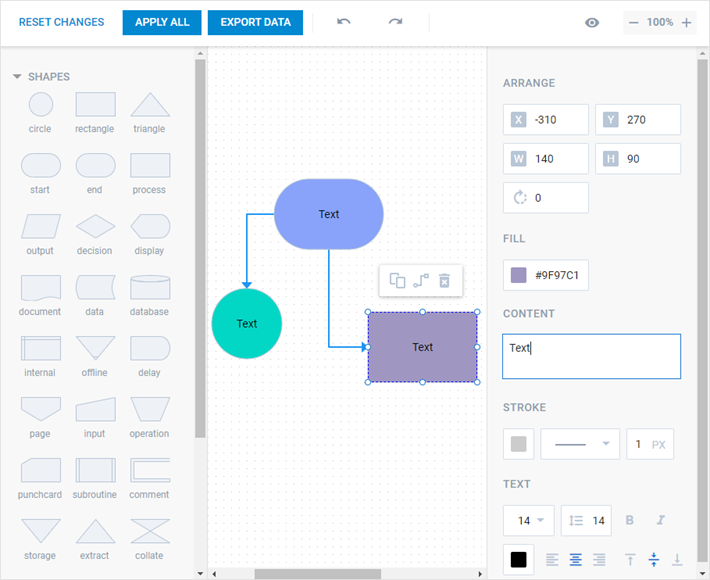 RESET CHANGES APPLY ALL EXPORT DATA 100%
SHAPES
circle rectangle triangle
start end process
output decision display
document data database
internal offline delay
page input operation
punchcard subroutine comment
storage extract collate
Text
Text
Text
ARRANGE
X -310 Y 270
W 140 H 90
0
FILL
#9F97C1
CONTENT
Text
STROKE
1 PX
TEXT
14 14 B I